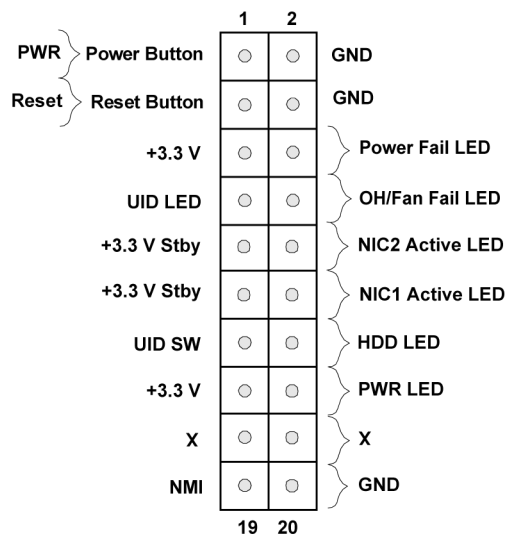 1 2
PWR Power Button GND
Reset Reset Button GND
+3.3 V Power Fail LED
UID LED OH/Fan Fail LED
+3.3 V Stby NIC2 Active LED
+3.3 V Stby NIC1 Active LED
UID SW HDD LED
+3.3 V PWR LED
X X
NMI GND
19 20